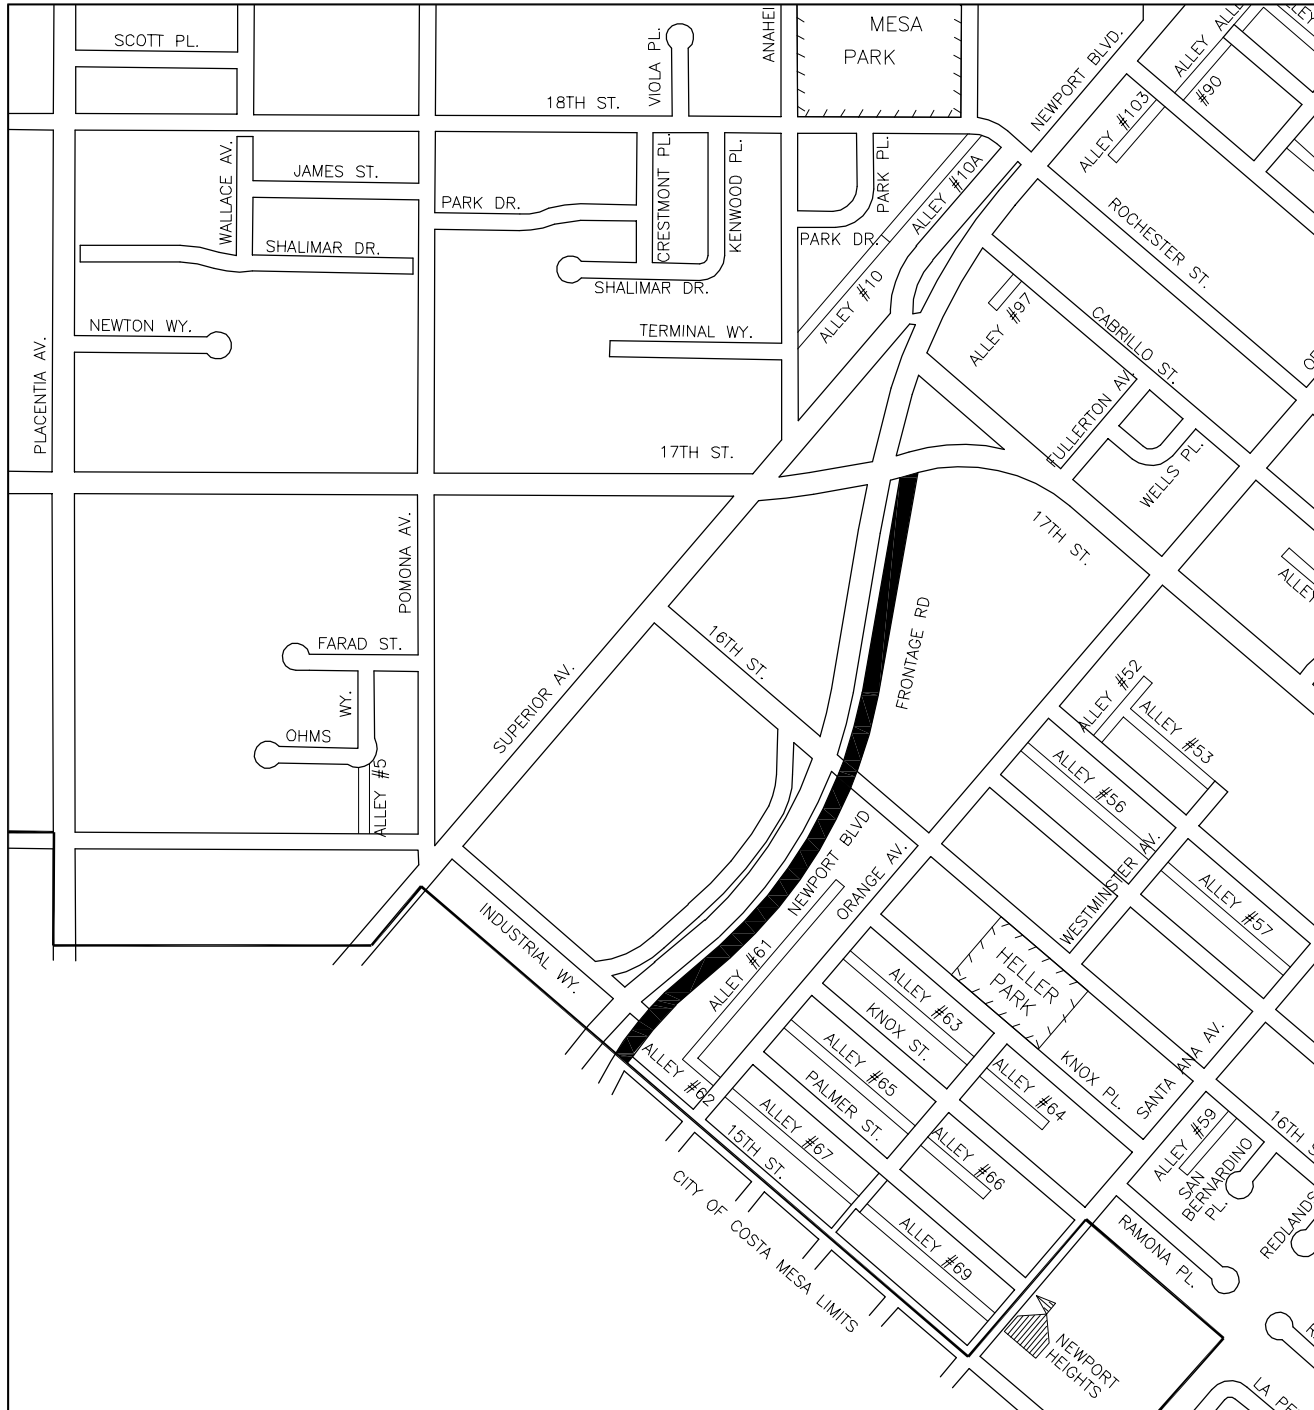 SCOTT PL.
VIOLA PL.
MESA
PARK
NEWPORT BLVD.
ALLEY
#90
ALLEY #103
18TH ST.
WALLACE AV.
JAMES ST.
PARK DR.
CRESTMONT PL.
KENWOOD PL.
PARK PL.
ALLEY #10A
ROCHESTER ST.
SHALIMAR DR.
PARK DR.
SHALIMAR DR.
ALLEY #10
ALLEY #97
CABRILLO ST.
NEWTON WY.
TERMINAL WY.
PLACENTIA AV.
FULLERTON AV.
17TH ST.
WELLS PL.
17TH ST.
POMONA AV.
ALLEY
FRONTAGE RD
16TH ST.
FARAD ST.
WY.
OHMS
SUPERIOR AV.
ALLEY #52
ALLEY #53
ALLEY #5
ALLEY #56
NEWPORT BLVD
ORANGE AV.
WESTMINSTER AV.
ALLEY #57
INDUSTRIAL WY.
ALLEY #61
HELLER
PARK
ALLEY #63
KNOX ST.
ALLEY #62
ALLEY #65
PALMER ST.
ALLEY #64
KNOX PL.
SANTA ANA AV.
ALLEY #67
15TH ST.
ALLEY #66
ALLEY #59
SAN
BERNARDINO
PL.
16TH S
REDLANDS
CITY OF COSTA MESA LIMITS
ALLEY #69
RAMONA PL.
NEWPORT
HEIGHTS